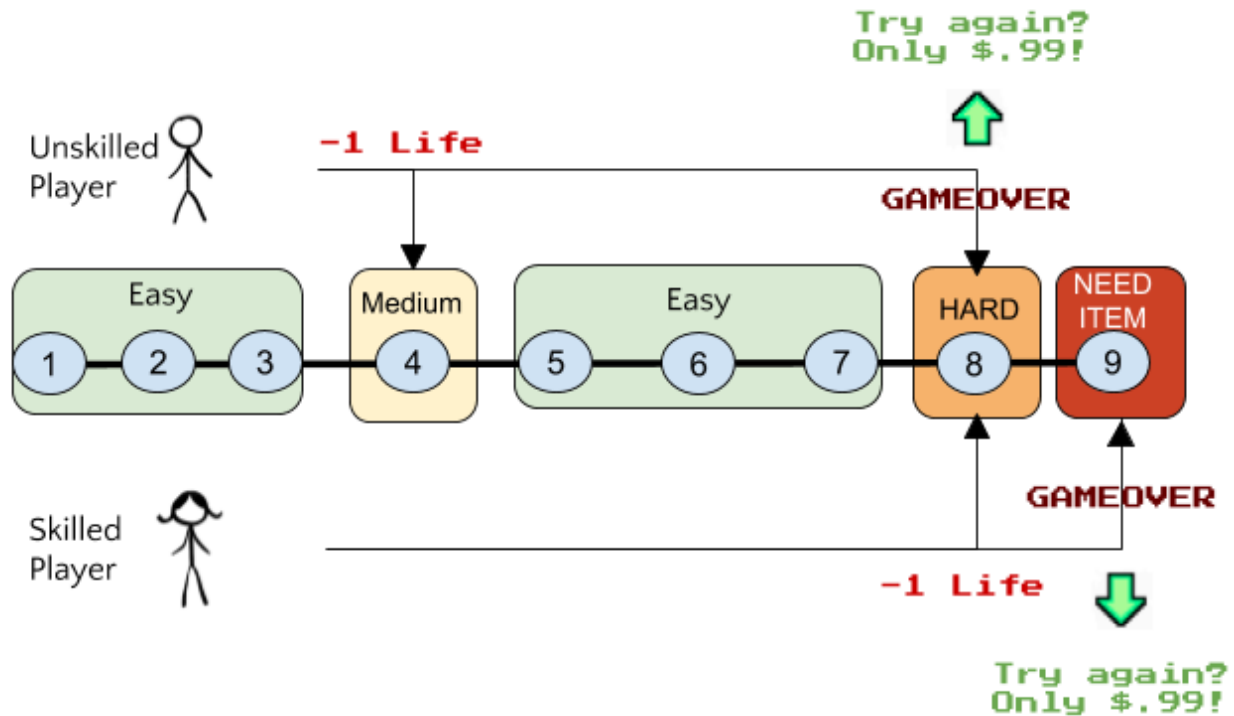 Try again?
Only $.99!
Unskilled
Player
-1 Life
GAMEOVER
Easy
Medium
Easy
HARD
NEED
ITEM
1
2
3
4
5
6
7
8
9
GAMEOVER
Skilled
Player
-1 Life
Try again?
Only $.99!